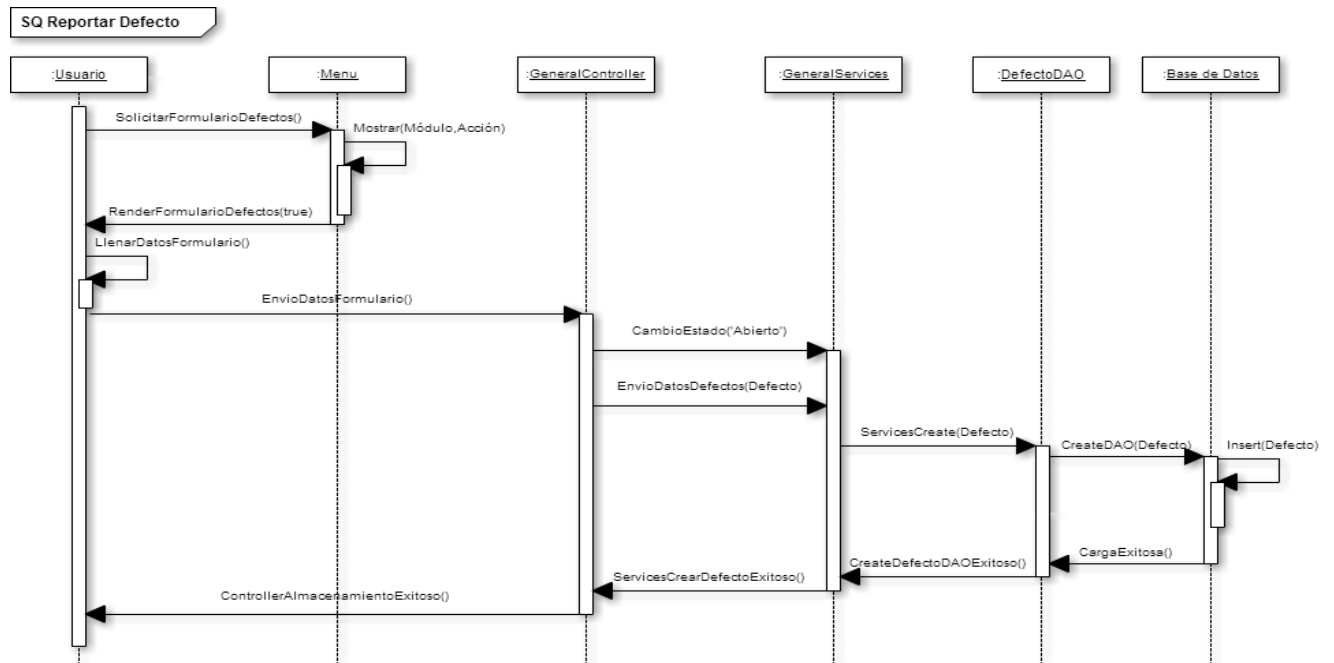 SQ Reportar Defecto
:Usuario
:Menu
:GeneralController
:GeneralServices
:DefectoDAO
:Base de Datos
SolicitarFormularioDefectos()
Mostrar(Módulo,Acción)
RenderFormularioDefectos(true)
LlenarDatosFormulario()
EnvioDatosFormulario()
CambioEstado('Abierto')
EnvioDatosDefectos(Defecto)
ServicesCreate(Defecto)
CreateDAO(Defecto)
Insert(Defecto)
CargaExitosa()
CreateDefectoDAOExitoso()
ServicesCrearDefectoExitoso()
ControllerAlmacenamientoExitoso()